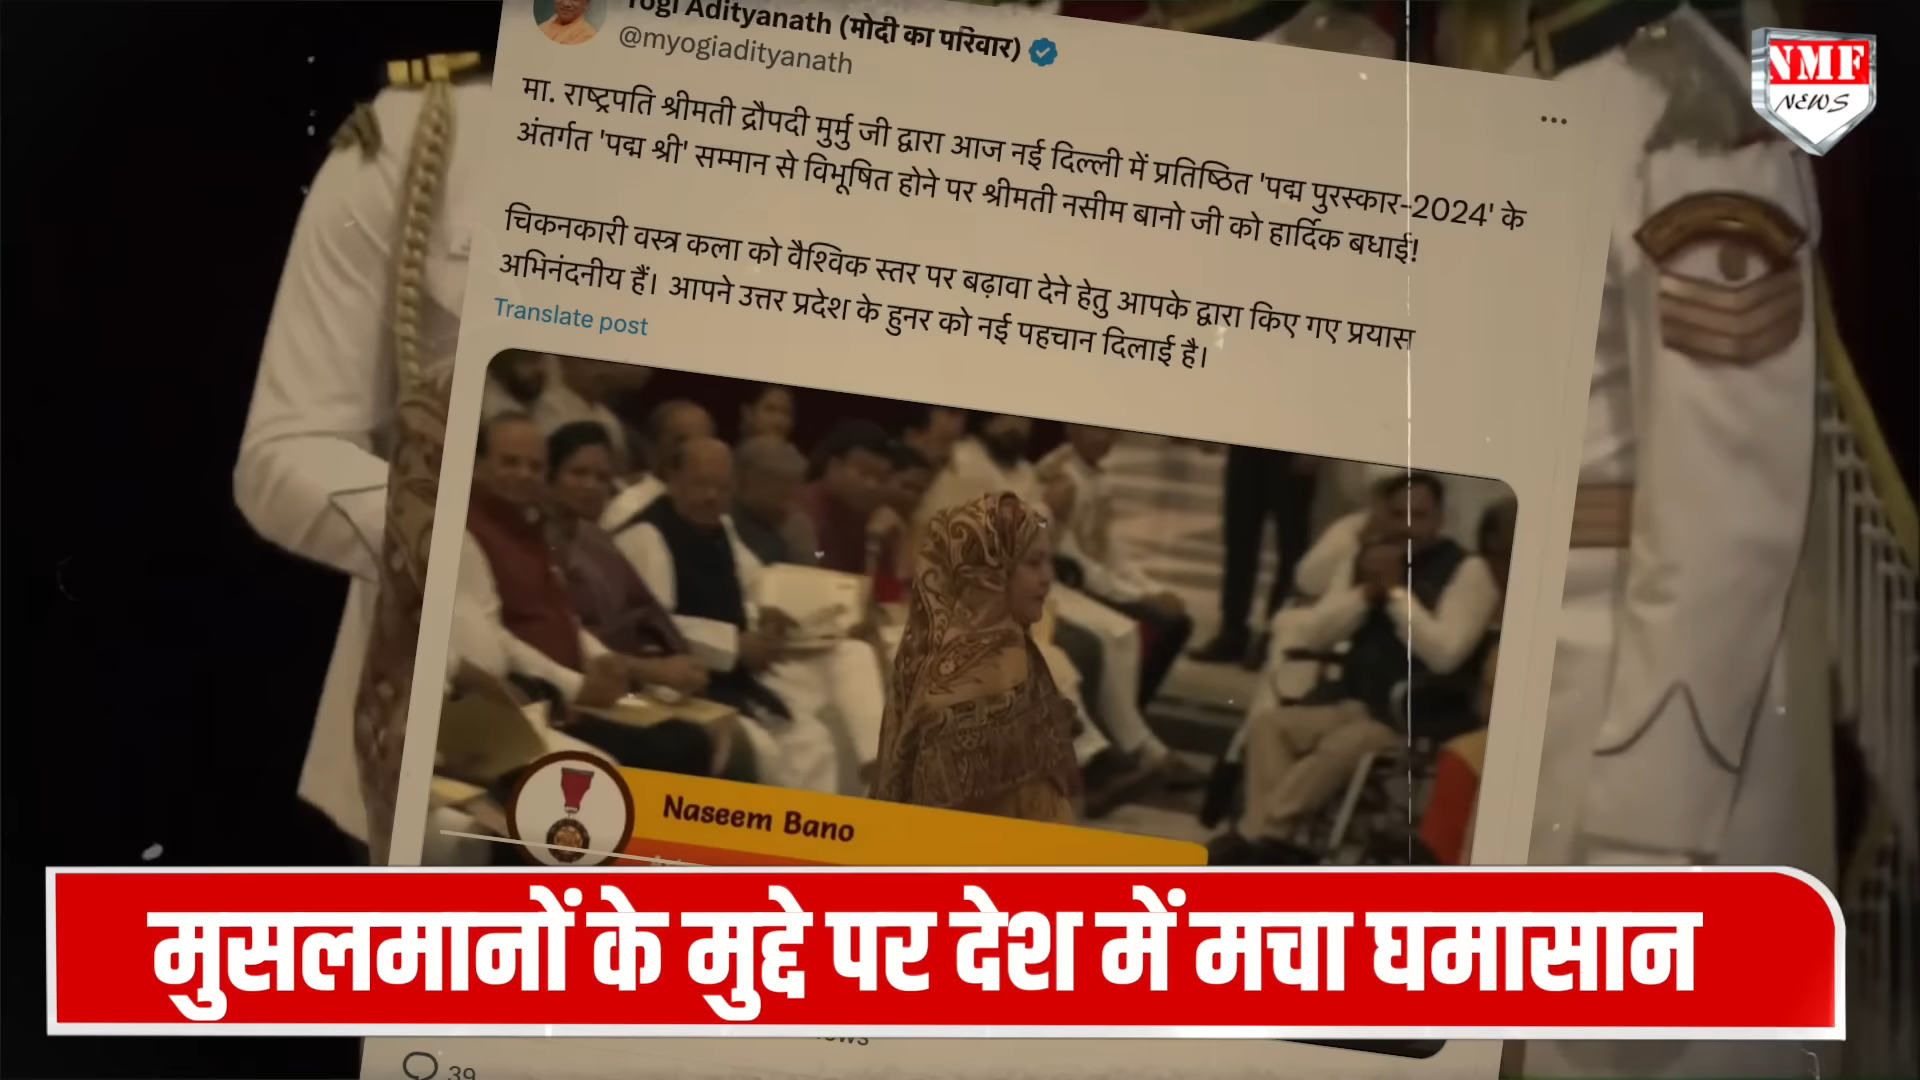 Yogi Adityanath (मोदी का परिवार)
@myogiadityanath
NMF
NEWS
मा. राष्ट्रपति श्रीमती द्रौपदी मुर्मु जी द्वारा आज नई दिल्ली में प्रतिष्ठित 'पद्म पुरस्कार-2024' के
अंतर्गत 'पद्म श्री' सम्मान से विभूषित होने पर श्रीमती नसीम बानो जी को हार्दिक बधाई!
चिकनकारी वस्त्र कला को वैश्विक स्तर पर बढ़ावा देने हेतु आपके द्वारा किए गए प्रयास
अभिनंदनीय हैं। आपने उत्तर प्रदेश के हुनर को नई पहचान दिलाई है।
Translate post
Naseem Bano
मुसलमानों के मुद्दे पर देश में मचा घमासान
39